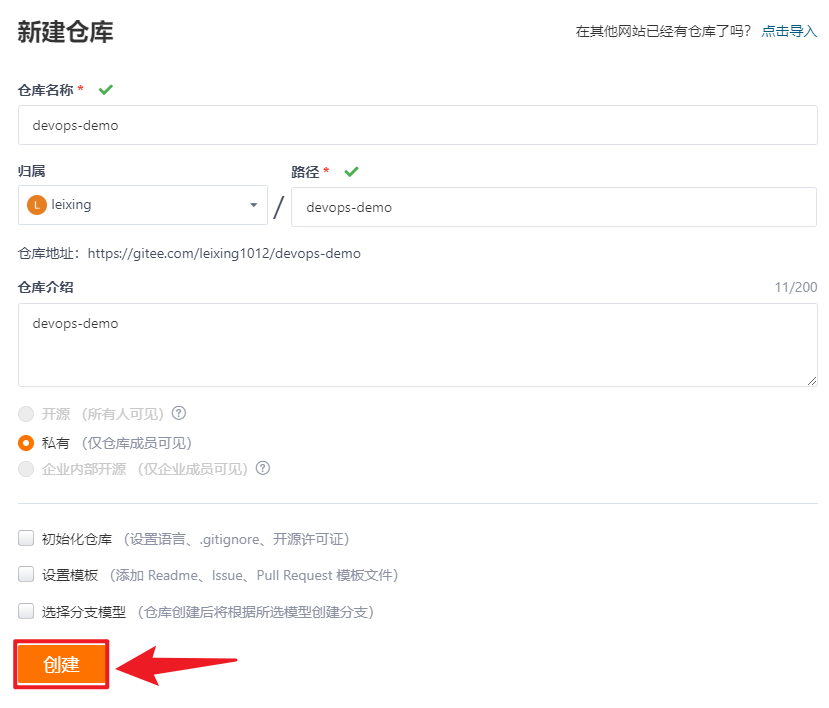 新建仓库
在其他网站已经有仓库了吗? 点击导入
仓库名称 *
devops-demo
归属
路径 *
L leixing
/
devops-demo
仓库地址：https://gitee.com/leixing1012/devops-demo
仓库介绍
11/200
devops-demo
开源 （所有人可见） ?
私有 （仅仓库成员可见）
企业内部开源 （仅企业成员可见） ?
初始化仓库 （设置语言、.gitignore、开源许可证）
设置模板 （添加 Readme、Issue、Pull Request 模板文件）
选择分支模型 （仓库创建后将根据所选模型创建分支）
创建